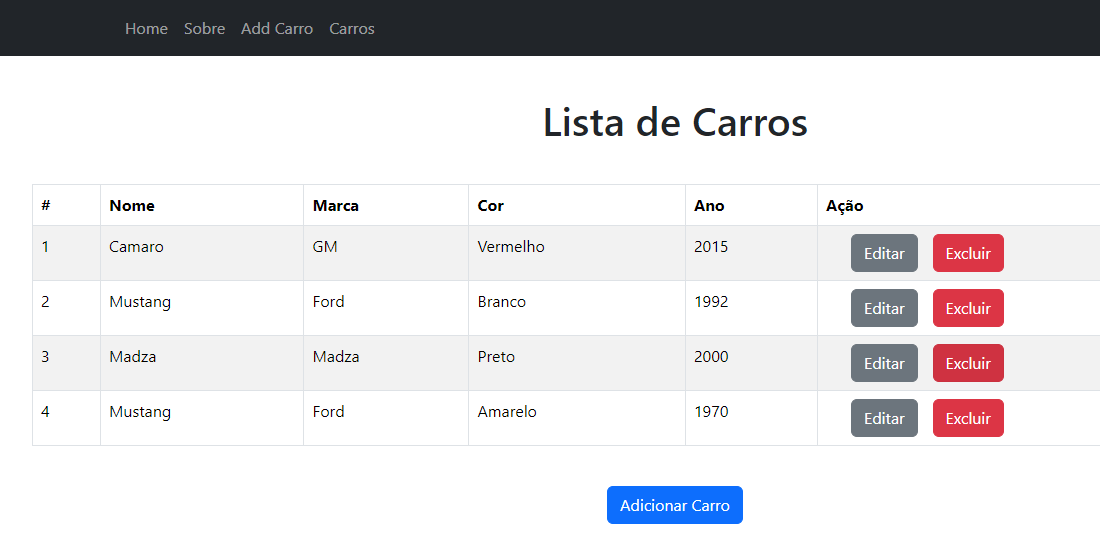 Home Sobre Add Carro Carros
Lista de Carros
# Nome Marca Cor Ano Ação
1 Camaro GM Vermelho 2015 Editar Excluir
2 Mustang Ford Branco 1992 Editar Excluir
3 Madza Madza Preto 2000 Editar Excluir
4 Mustang Ford Amarelo 1970 Editar Excluir
Adicionar Carro